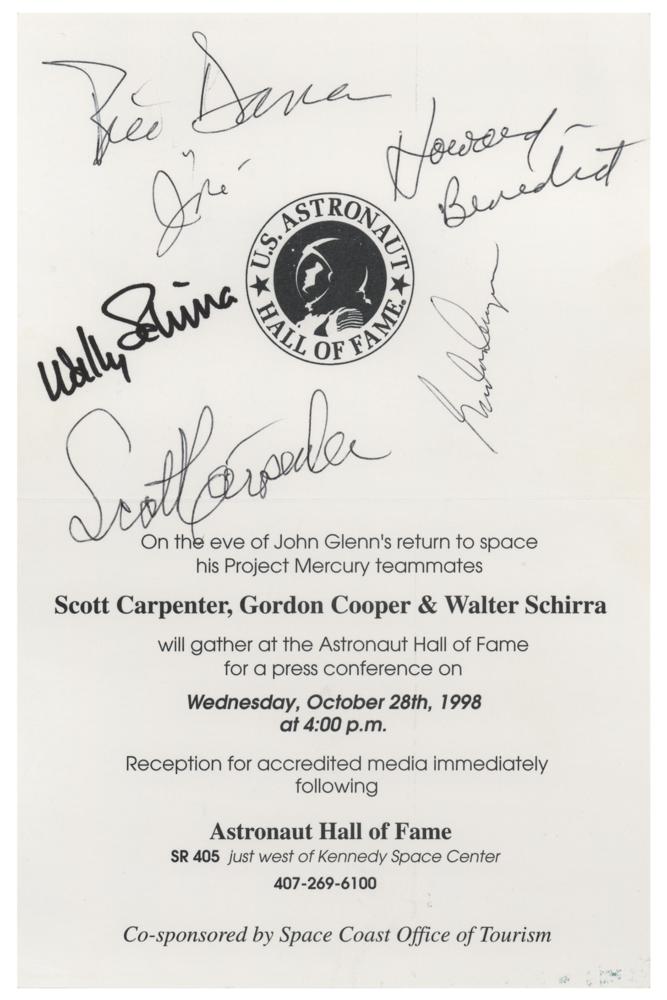 Bill Dana
"José"
Howard
Benedict
U.S. ASTRONAUT
HALL OF FAME®
Wally Schirra
Scott Carpenter
On the eve of John Glenn's return to space
his Project Mercury teammates
Scott Carpenter, Gordon Cooper & Walter Schirra
will gather at the Astronaut Hall of Fame
for a press conference on
Wednesday, October 28th, 1998
at 4:00 p.m.
Reception for accredited media immediately
following
Astronaut Hall of Fame
SR 405 just west of Kennedy Space Center
407-269-6100
Co-sponsored by Space Coast Office of Tourism